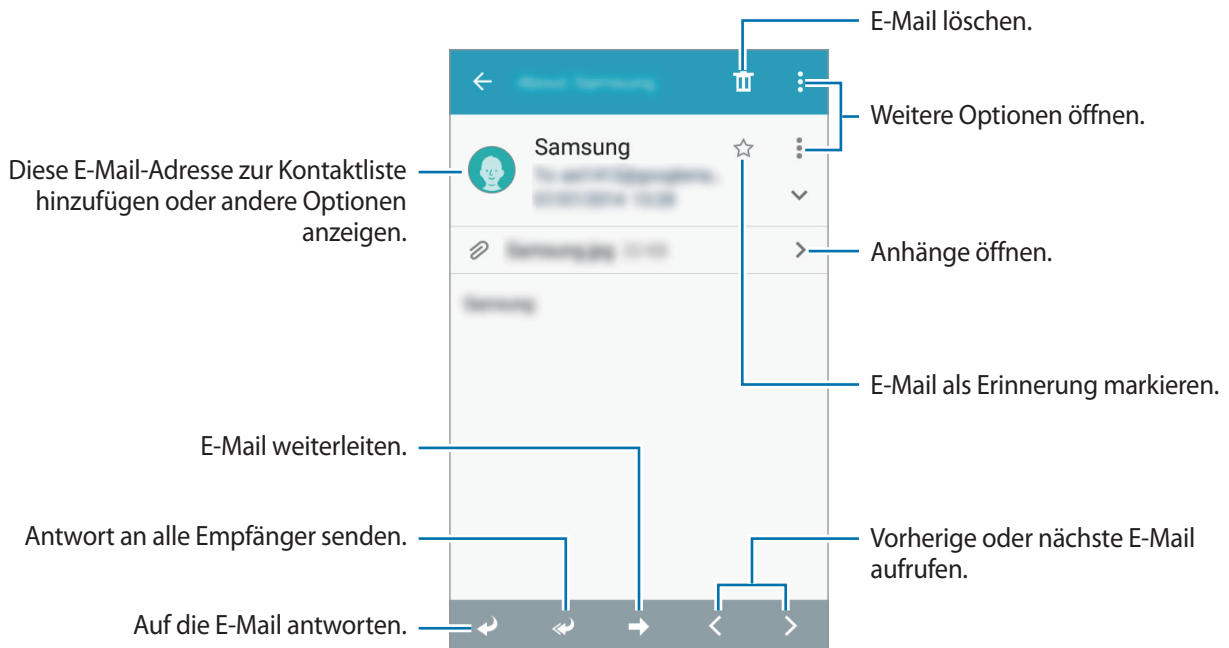 E-Mail löschen.
Weitere Optionen öffnen.
Samsung
Diese E-Mail-Adresse zur Kontaktliste
hinzufügen oder andere Optionen
anzeigen.
Anhänge öffnen.
E-Mail als Erinnerung markieren.
E-Mail weiterleiten.
Antwort an alle Empfänger senden.
Vorherige oder nächste E-Mail
aufrufen.
Auf die E-Mail antworten.